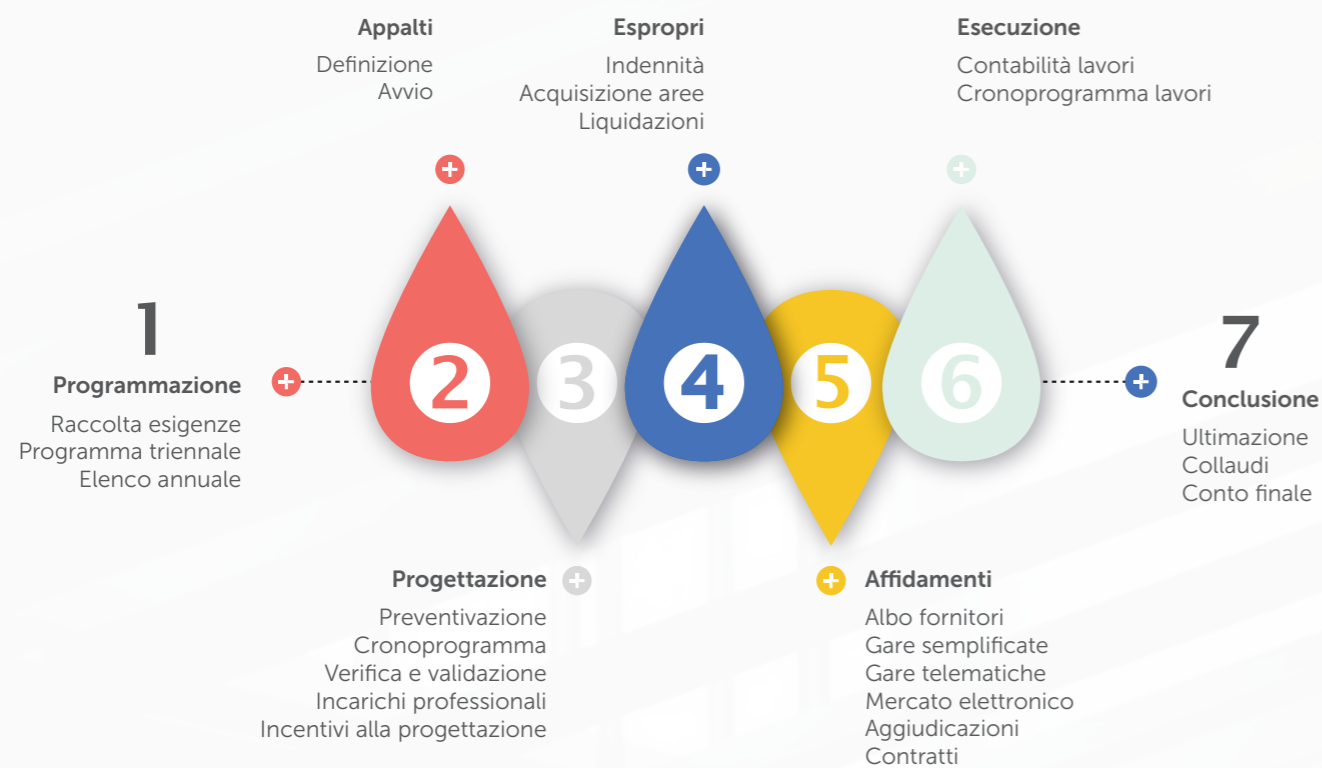 1
Programmazione
Raccolta esigenze
Programma triennale
Elenco annuale
Appalti
Definizione
Avvio
2
Progettazione
Preventivazione
Cronoprogramma
Verifica e validazione
Incarichi professionali
Incentivi alla progettazione
3
Espropri
Indennità
Acquisizione aree
Liquidazioni
4
Affidamenti
Albo fornitori
Gare semplificate
Gare telematiche
Mercato elettronico
Aggiudicazioni
Contratti
5
Esecuzione
Contabilità lavori
Cronoprogramma lavori
6
7
Conclusione
Ultimazione
Collaudi
Conto finale